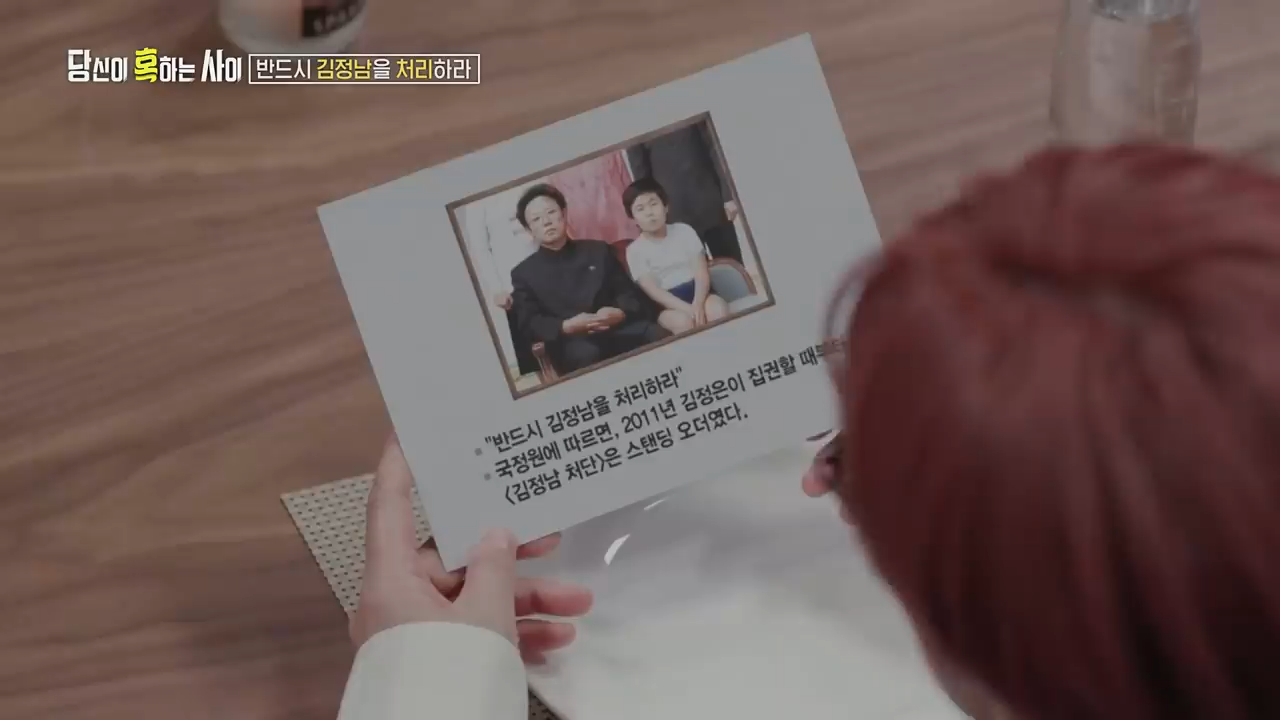 당신이 혹하는 사이 반드시 김정남을 처리하라
"반드시 김정남을 처리하라"
국정원에 따르면, 2011년 김정은이 집권할
〈김정남 처단〉은 스탠딩 오더였다.